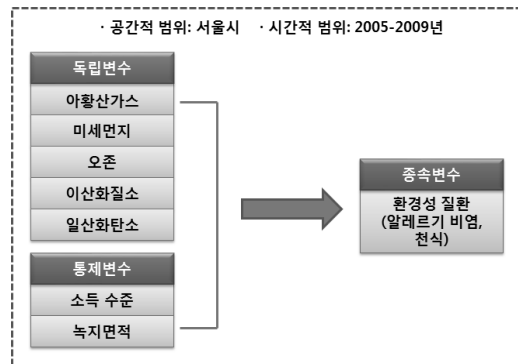 · 공간적 범위: 서울시 · 시간적 범위: 2005-2009년
독립변수
아황산가스
미세먼지
오존
이산화질소
일산화탄소
통제변수
소득 수준
녹지면적
종속변수
환경성 질환
(알레르기 비염,
천식)